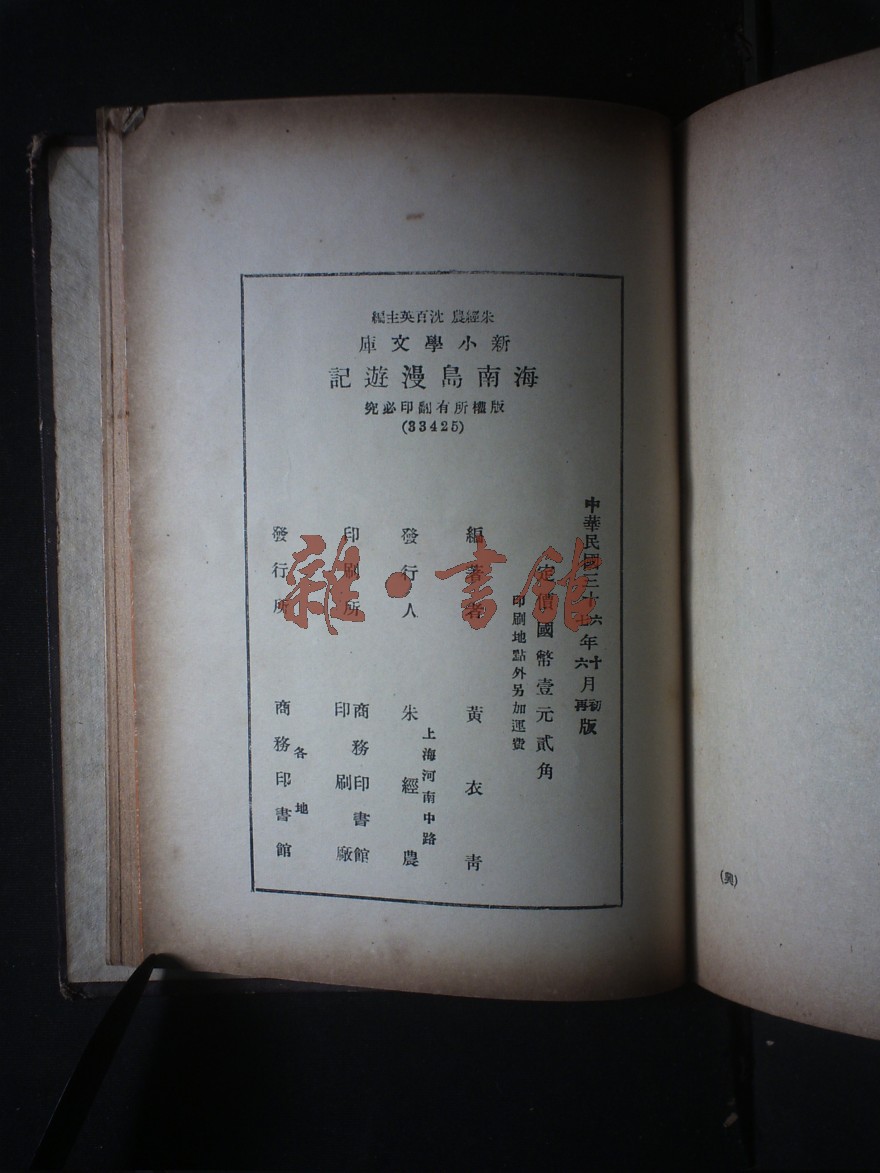 朱經農 沈百英主編
新小學文庫
海南島漫遊記
版權所有翻印必究
(33425)
中華民國三十六年十月初版
六再
定價國幣壹元貳角
印刷地點外另加運費
編著者 黃衣青
上海河南中路
發行人 朱經農
印刷所 商務印書館
印刷廠
各地
發行所 商務印書館
雜·書館